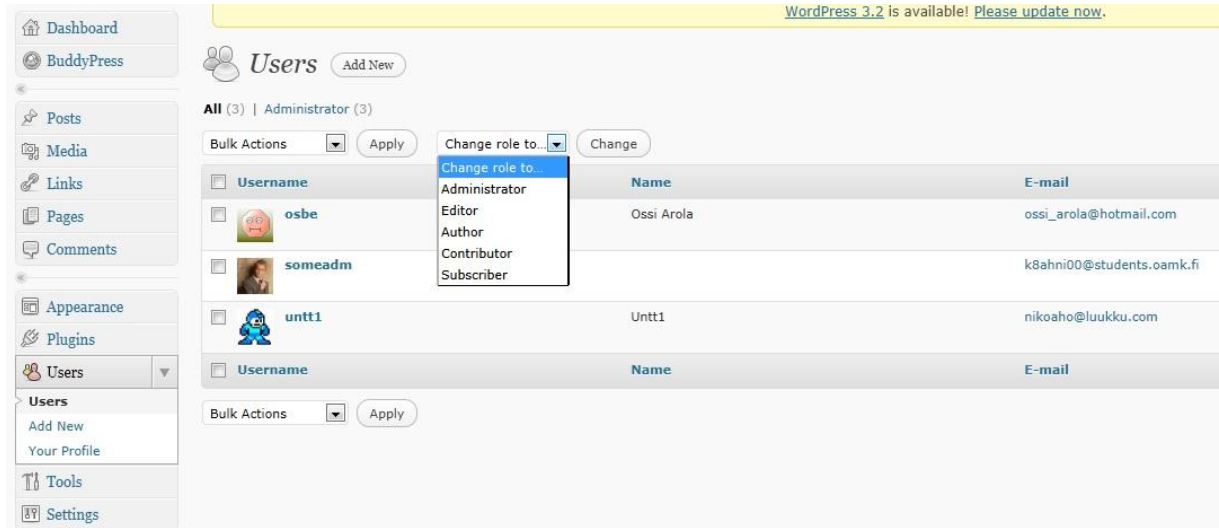 WordPress 3.2 is available! Please update now.
Dashboard
BuddyPress
Posts
Media
Links
Pages
Comments
Appearance
Plugins
Users
Users
Add New
Your Profile
Tools
Settings
Users Add New
All (3) | Administrator (3)
Bulk Actions Apply Change role to... Change
Change role to...
Administrator
Editor
Author
Contributor
Subscriber
Username Name E-mail
osbe Ossi Arola ossi_arola@hotmail.com
someadm k8ahni00@students.oamk.fi
untt1 Untt1 nikoaho@luukku.com
Username Name E-mail
Bulk Actions Apply